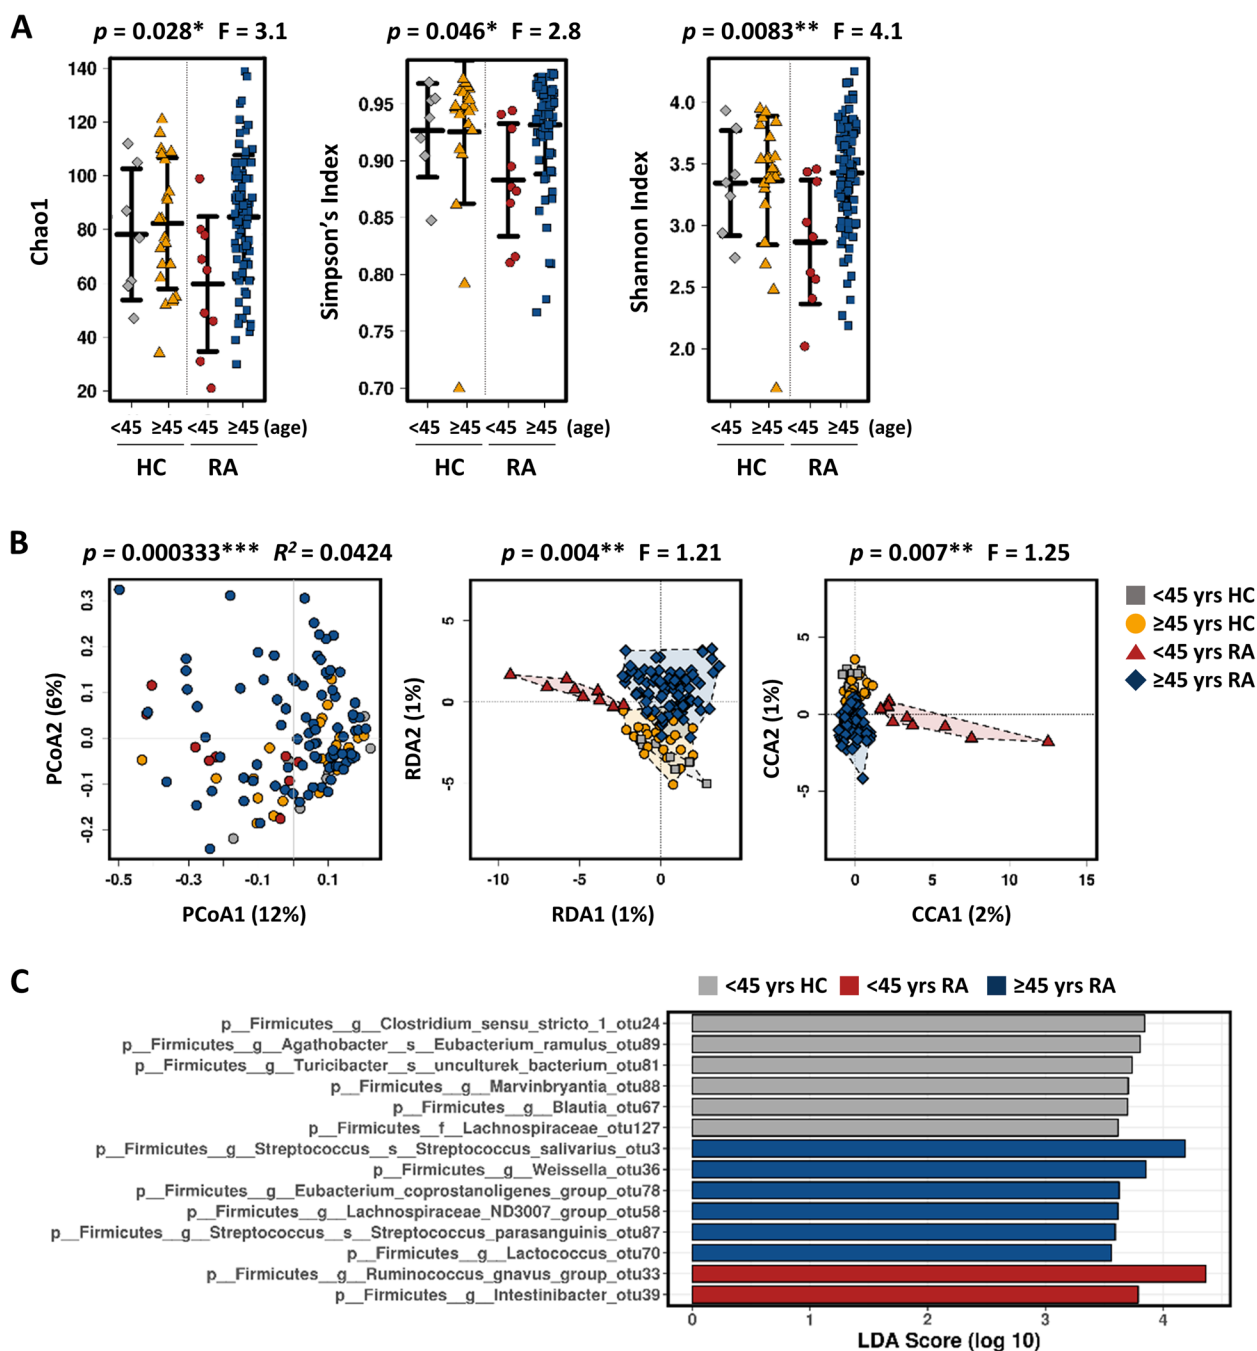 A
p = 0.028* F = 3.1
p = 0.046* F = 2.8
p = 0.0083** F = 4.1
Chao1
140
120
100
80
60
40
20
<45 ≥45 <45 ≥45 (age)
HC RA
Simpson's Index
0.95
0.90
0.85
0.80
0.75
0.70
<45 ≥45 <45 ≥45 (age)
HC RA
Shannon Index
4.0
3.5
3.0
2.5
2.0
<45 ≥45 <45 ≥45 (age)
HC RA
B
p = 0.000333*** R² = 0.0424
p = 0.004** F = 1.21
p = 0.007** F = 1.25
PCoA2 (6%)
0.3
0.2
0.1
0.0
-0.1
-0.2
-0.5 -0.3 -0.1 0.1
PCoA1 (12%)
RDA2 (1%)
5
0
-5
-10 -5 0
RDA1 (1%)
CCA2 (1%)
5
0
-5
0 5 10 15
CCA1 (2%)
<45 yrs HC
≥45 yrs HC
<45 yrs RA
≥45 yrs RA
C
<45 yrs HC <45 yrs RA ≥45 yrs RA
p__Firmicutes__g__Clostridium_sensu_stricto_1_otu24
p__Firmicutes__g__Agathobacter__s__Eubacterium_ramulus_otu89
p__Firmicutes__g__Turicibacter__s__unculturek_bacterium_otu81
p__Firmicutes__g__Marvinbryantia_otu88
p__Firmicutes__g__Blautia_otu67
p__Firmicutes__f__Lachnospiraceae_otu127
p__Firmicutes__g__Streptococcus__s__Streptococcus_salivarius_otu3
p__Firmicutes__g__Weissella_otu36
p__Firmicutes__g__Eubacterium_coprostanoligenes_group_otu78
p__Firmicutes__g__Lachnospiraceae_ND3007_group_otu58
p__Firmicutes__g__Streptococcus__s__Streptococcus_parasanguinis_otu87
p__Firmicutes__g__Lactococcus_otu70
p__Firmicutes__g__Ruminococcus_gnavus_group_otu33
p__Firmicutes__g__Intestinibacter_otu39
0 1 2 3 4
LDA Score (log 10)